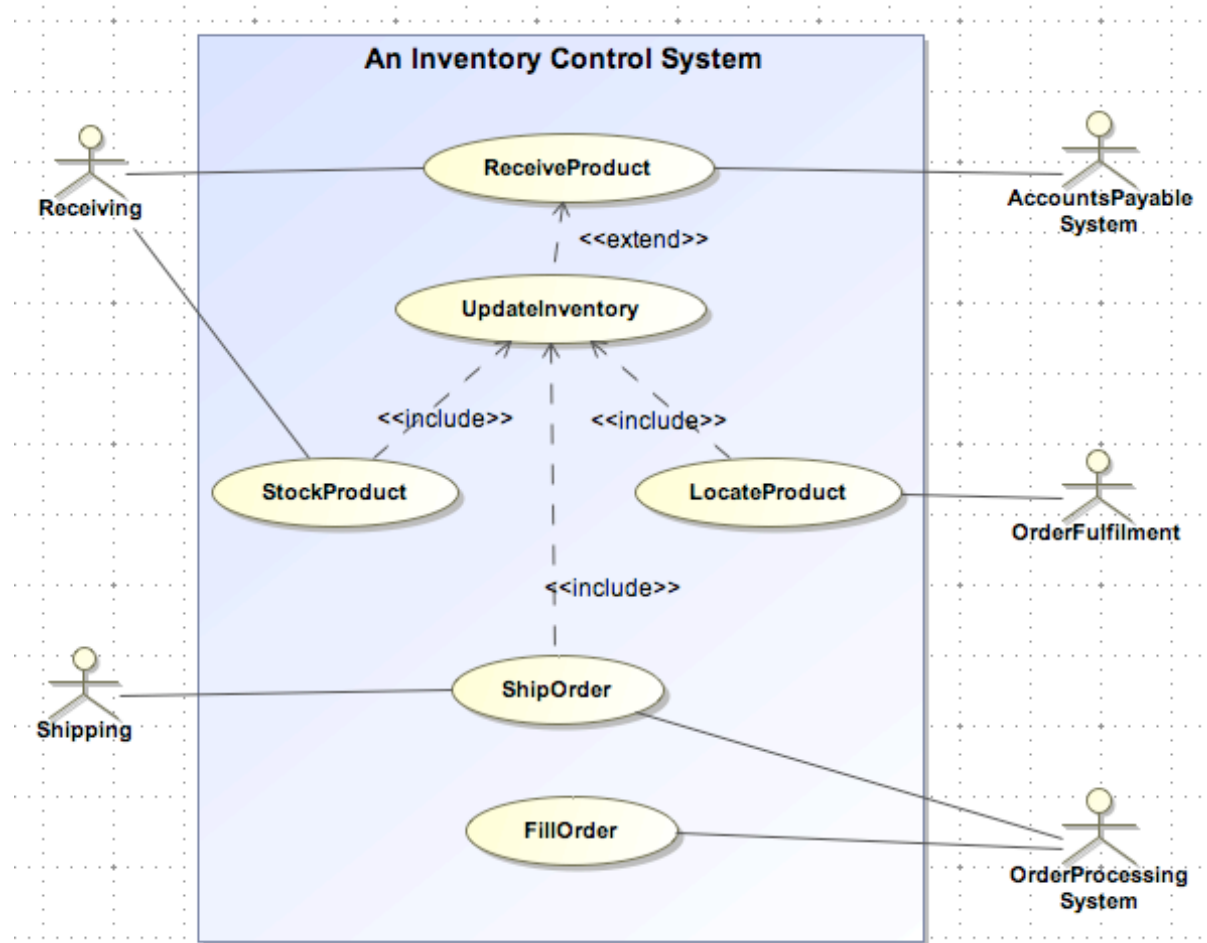 An Inventory Control System
ReceiveProduct
Receiving
AccountsPayable
System
<<extend>>
UpdateInventory
<<include>>
<<include>>
StockProduct
LocateProduct
OrderFulfilment
<<include>>
ShipOrder
Shipping
FillOrder
OrderProcessing
System